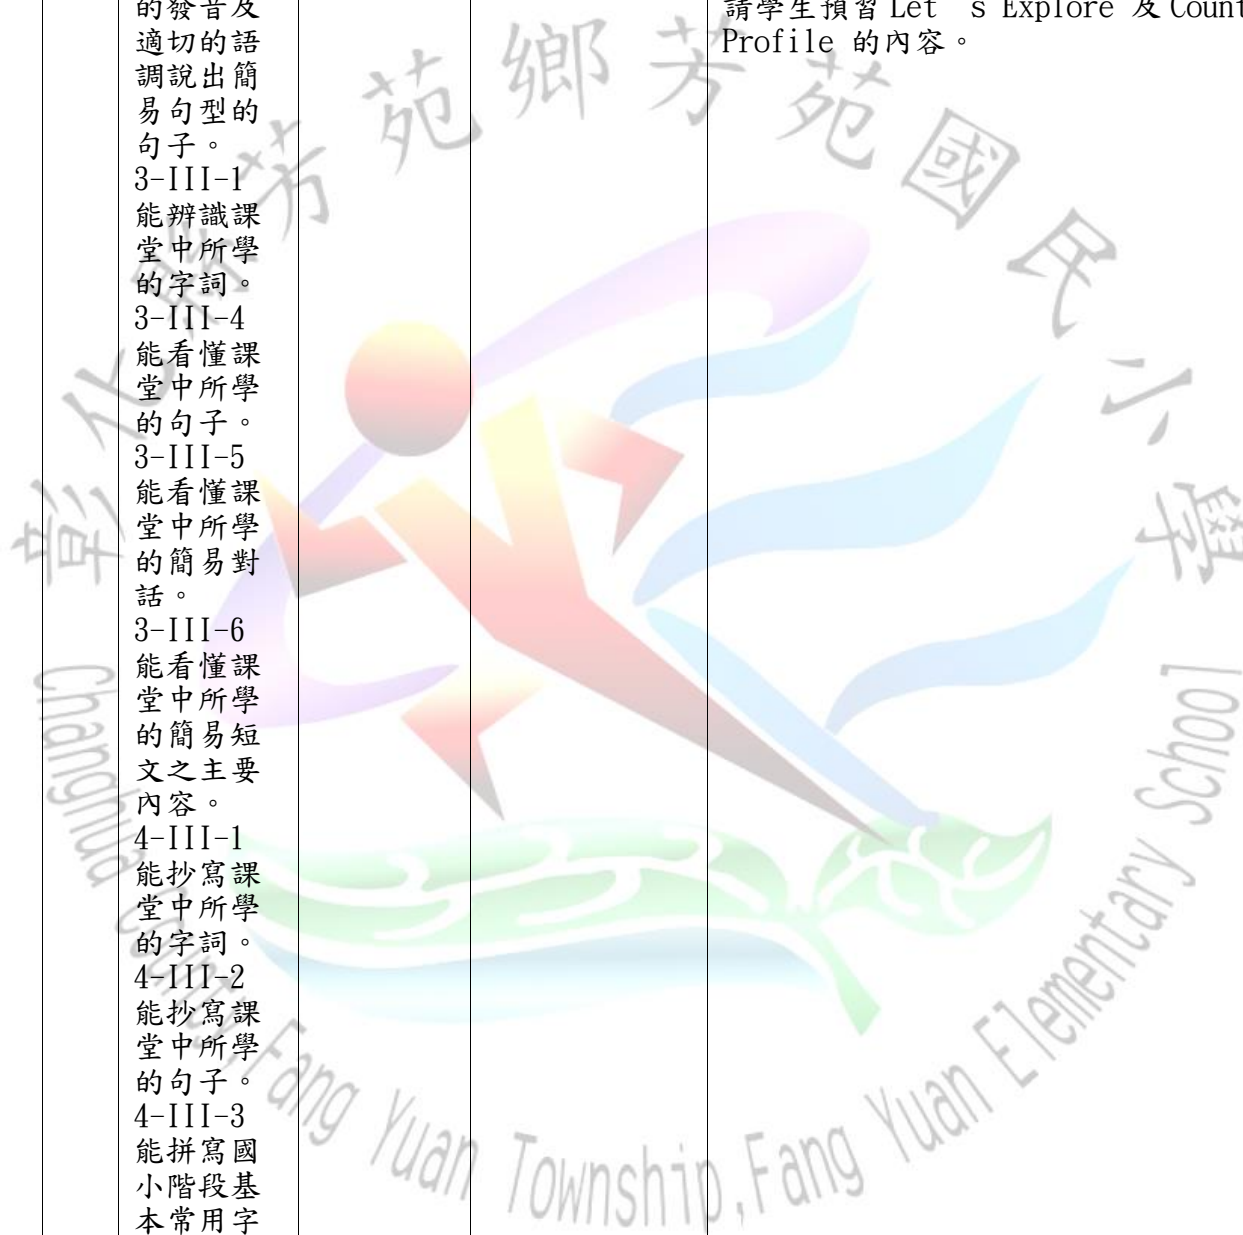 的發音及
適切的語
調說出簡
易句型的
句子。
3-III-1
能辨識課
堂中所學
的字詞。
3-III-4
能看懂課
堂中所學
的句子。
3-III-5
能看懂課
堂中所學
的簡易對
話。
3-III-6
能看懂課
堂中所學
的簡易短
文之主要
內容。
4-III-1
能抄寫課
堂中所學
的字詞。
4-III-2
能抄寫課
堂中所學
的句子。
4-III-3
能拼寫國
小階段基
本常用字
請學生預習 Let s Explore 及 Count
Profile 的內容。
彰化縣芳苑鄉芳苑國民小學
Changhua County,Fang Yuan Township,Fang Yuan Elementary School